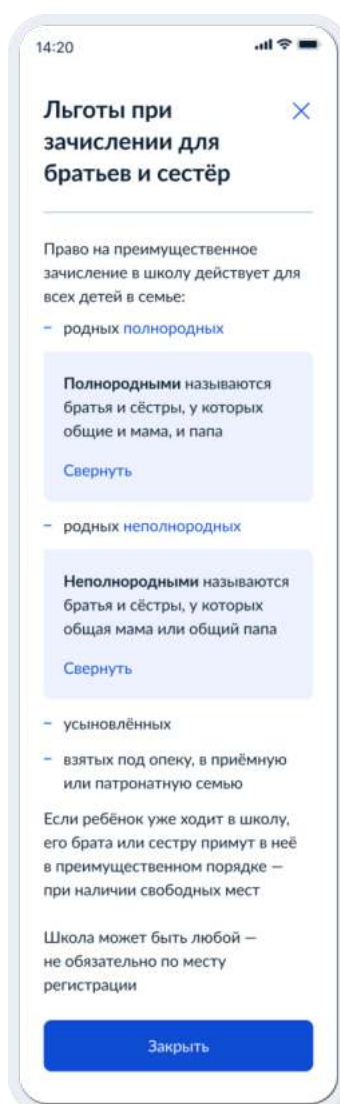 14:20
Льготы при
зачислении для
братьев и сестёр
Право на преимущественное
зачисление в школу действует для
всех детей в семье:
– родных полнородных
Полнородными называются
братья и сёстры, у которых
общие и мама, и папа
Свернуть
– родных неполнородных
Неполнородными называются
братья и сёстры, у которых
общая мама или общий папа
Свернуть
– усыновлённых
– взятых под опеку, в приёмную
или патронатную семью
Если ребёнок уже ходит в школу,
его брата или сестру примут в неё
в преимущественном порядке —
при наличии свободных мест
Школа может быть любой —
не обязательно по месту
регистрации
Закрыть